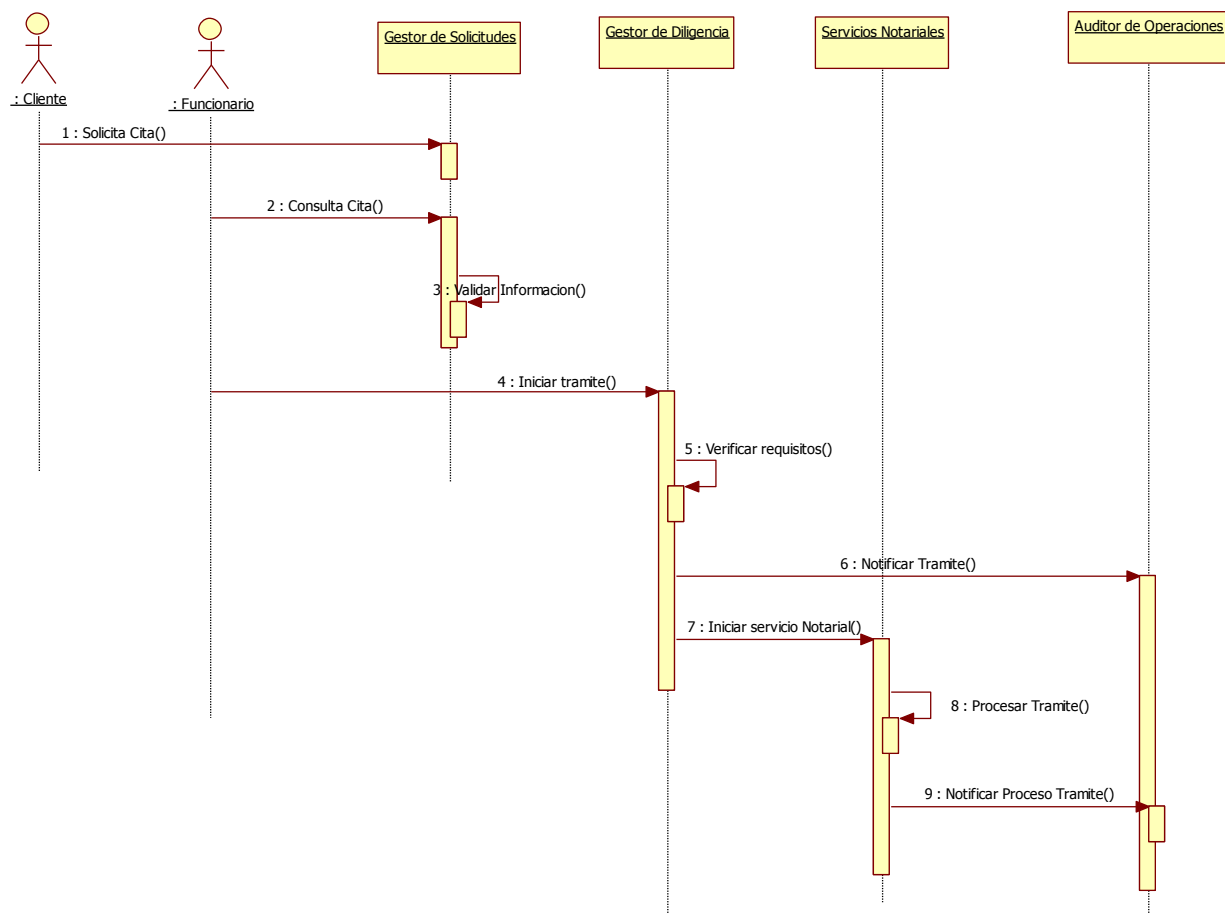 Gestor de Solicitudes
Gestor de Diligencia
Servicios Notariales
Auditor de Operaciones
: Cliente
: Funcionario
1 : Solicita Cita()
2 : Consulta Cita()
3 : Validar Informacion()
4 : Iniciar tramite()
5 : Verificar requisitos()
6 : Notificar Tramite()
7 : Iniciar servicio Notarial()
8 : Procesar Tramite()
9 : Notificar Proceso Tramite()